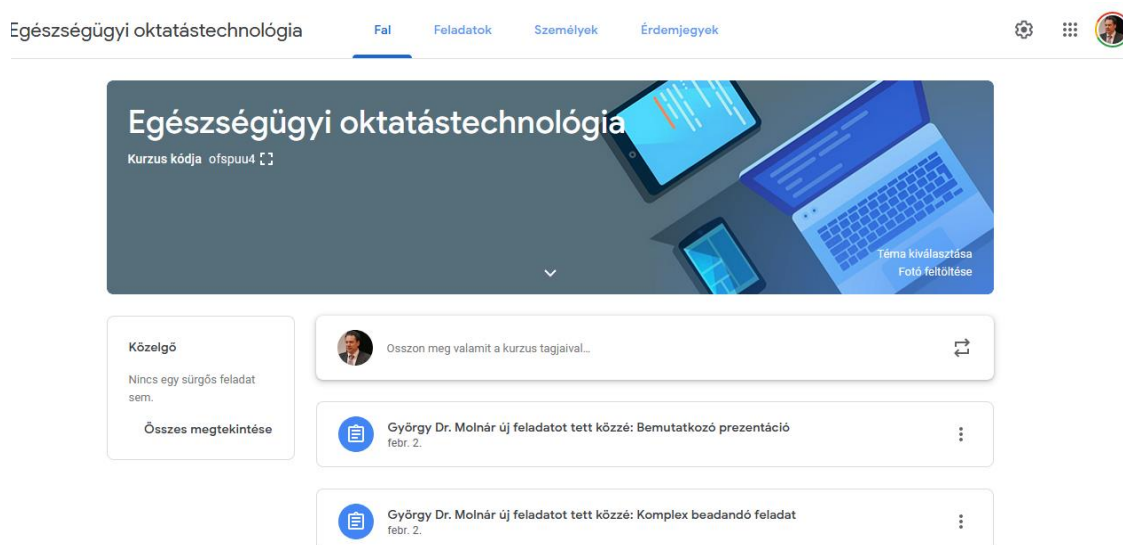 Egészségügyi oktatástechnológia
Fal Feladatok Személyek Érdemjegyek
Egészségügyi oktatástechnológia
Kurzus kódja ofspuu4
Téma kiválasztása
Fotó feltöltése
Közelgő
Nincs egy sürgős feladat
sem.
Összes megtekintése
Osszon meg valamit a kurzus tagjaival...
György Dr. Molnár új feladatot tett közzé: Bemutatkozó prezentáció
febr. 2.
György Dr. Molnár új feladatot tett közzé: Komplex beadandó feladat
febr. 2.